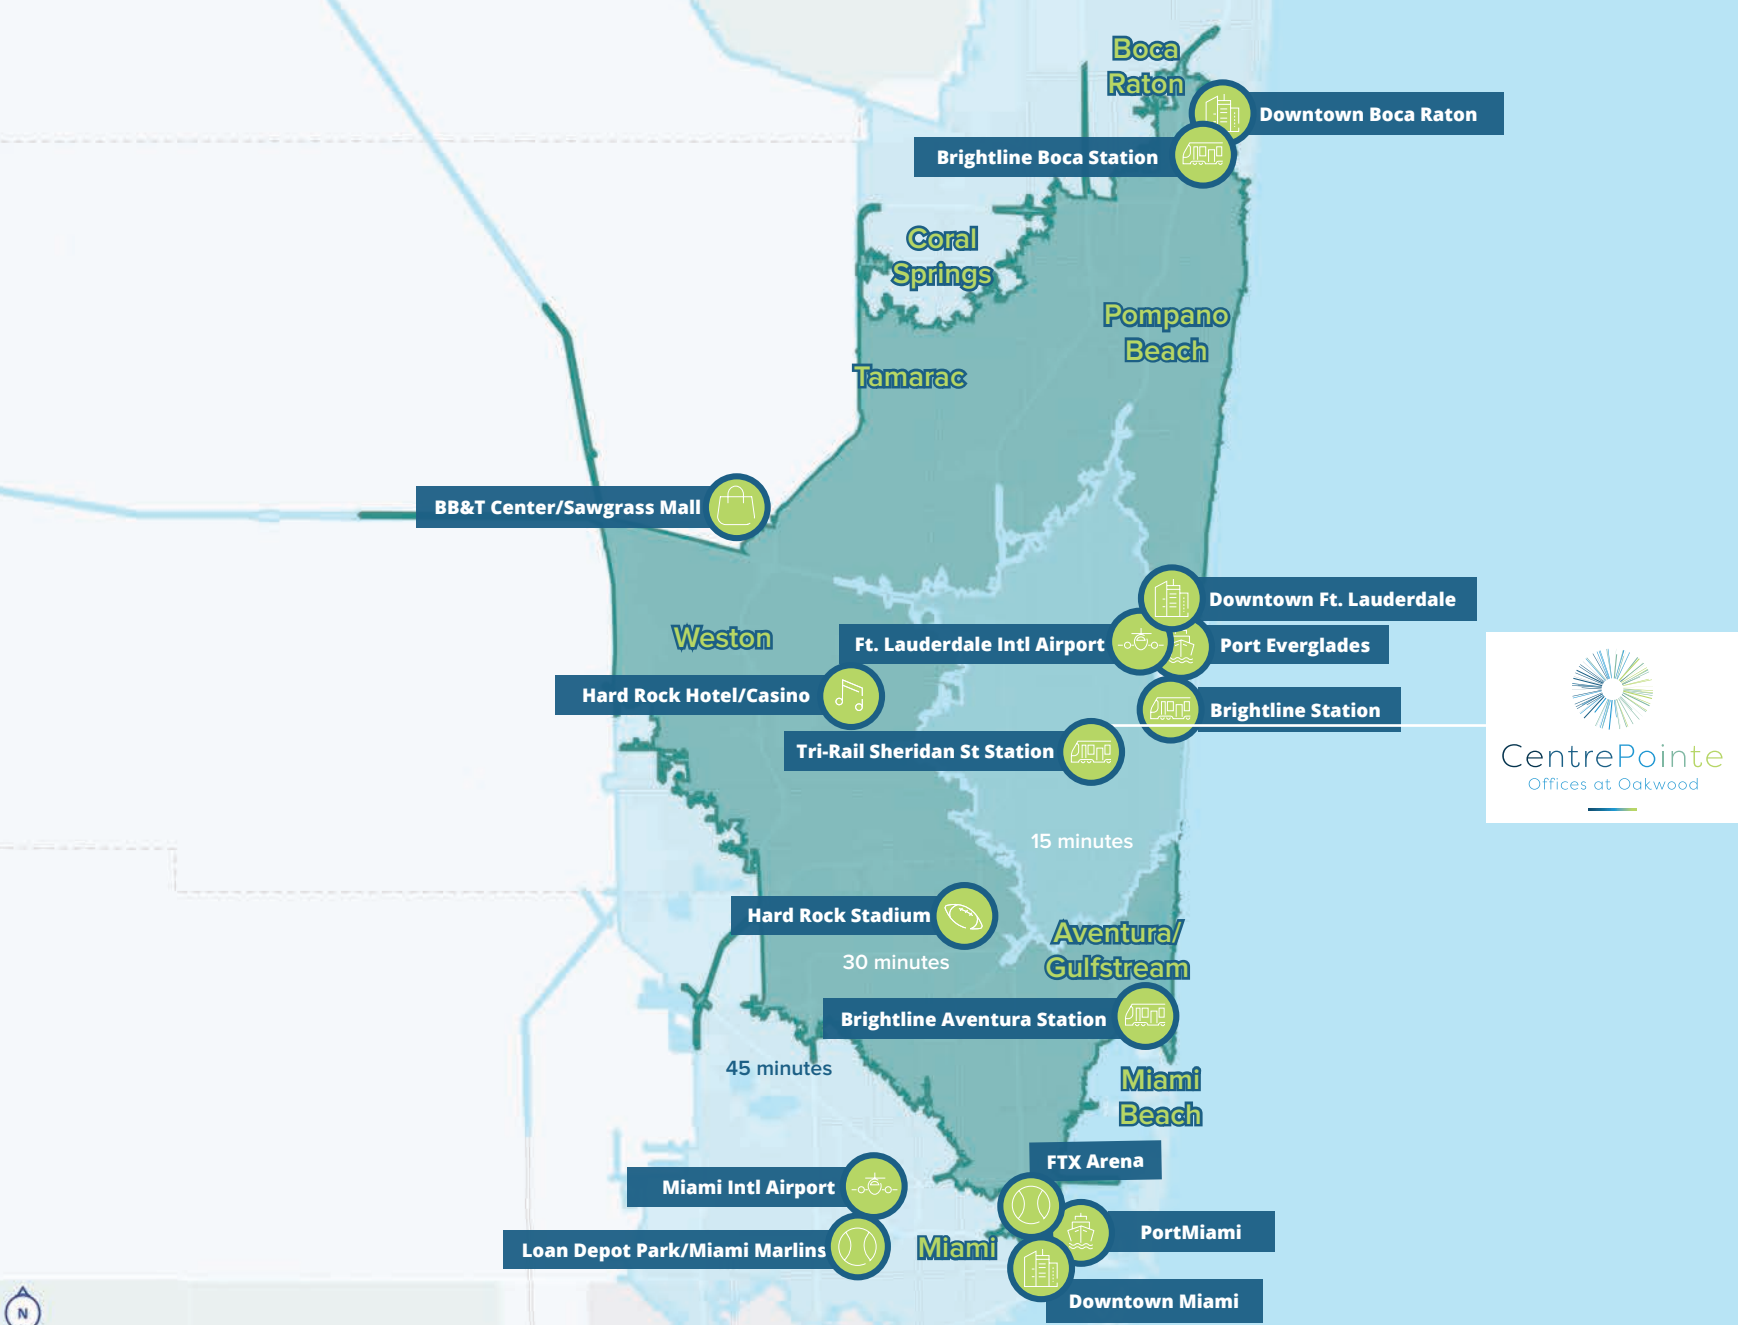 Boca
Raton
Downtown Boca Raton
Brightline Boca Station
Coral
Springs
Pompano
Beach
Tamarac
BB&T Center/Sawgrass Mall
Downtown Ft. Lauderdale
Weston
Ft. Lauderdale Intl Airport
Port Everglades
Hard Rock Hotel/Casino
Brightline Station
Tri-Rail Sheridan St Station
CentrePointe
Offices at Oakwood
15 minutes
Hard Rock Stadium
Aventura/
Gulfstream
30 minutes
Brightline Aventura Station
45 minutes
Miami
Beach
FTX Arena
Miami Intl Airport
PortMiami
Loan Depot Park/Miami Marlins
Miami
Downtown Miami
N